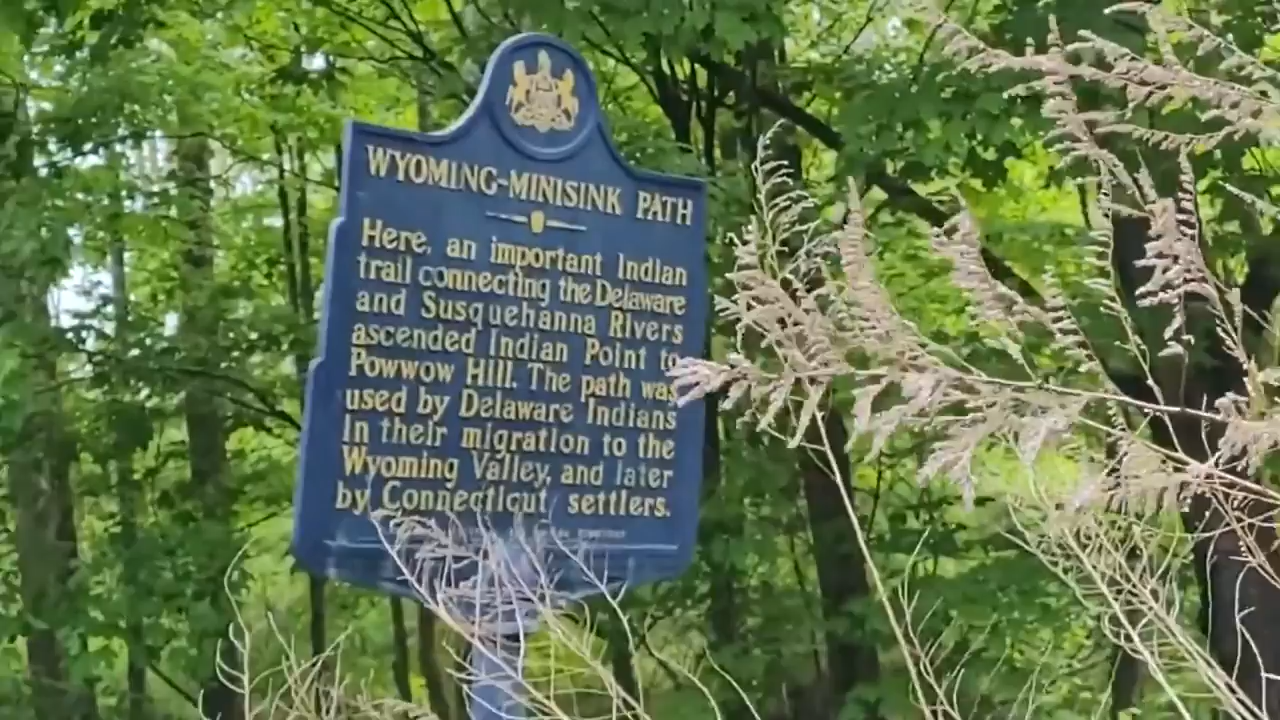 WYOMING-MINISINK PATH
Here, an important Indian
trail connecting the Delaware
and Susquehanna Rivers
ascended Indian Point to
Powwow Hill. The path was
used by Delaware Indians
in their migration to the
Wyoming Valley, and later
by Connecticut settlers.